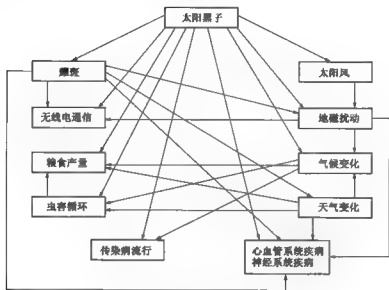 太阳黑子
耀斑
太阳风
无线电通信
地磁扰动
粮食产量
气候变化
虫害循环
天气变化
传染病流行
心血管系统疾病
神经系统疾病